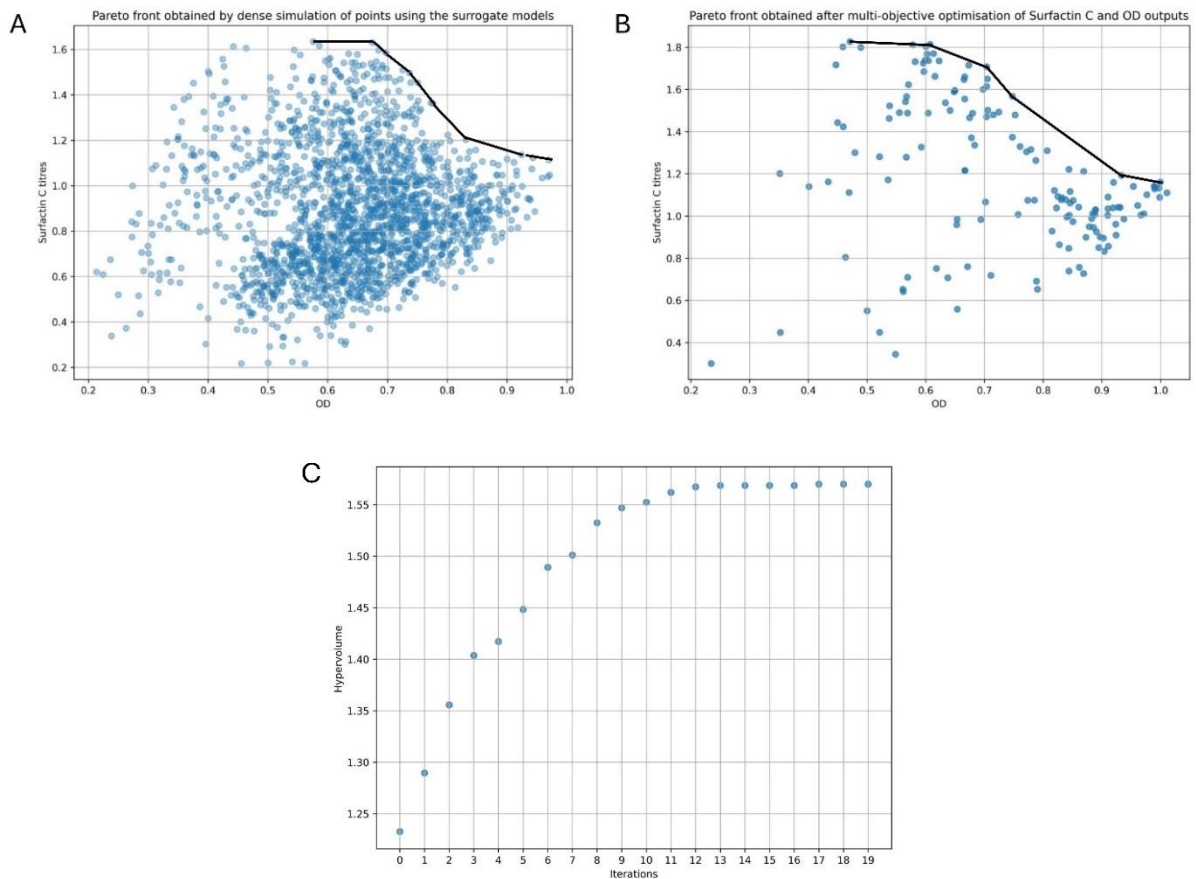 A
Pareto front obtained by dense simulation of points using the surrogate models
Surfactin C titres
1.6
1.4
1.2
1.0
0.8
0.6
0.4
0.2
0.2 0.3 0.4 0.5 0.6 0.7 0.8 0.9 1.0
OD
B
Pareto front obtained after multi-objective optimisation of Surfactin C and OD outputs
Surfactin C titres
1.8
1.6
1.4
1.2
1.0
0.8
0.6
0.4
0.2 0.3 0.4 0.5 0.6 0.7 0.8 0.9 1.0
OD
C
Hypervolume
1.55
1.50
1.45
1.40
1.35
1.30
1.25
0 1 2 3 4 5 6 7 8 9 10 11 12 13 14 15 16 17 18 19
Iterations